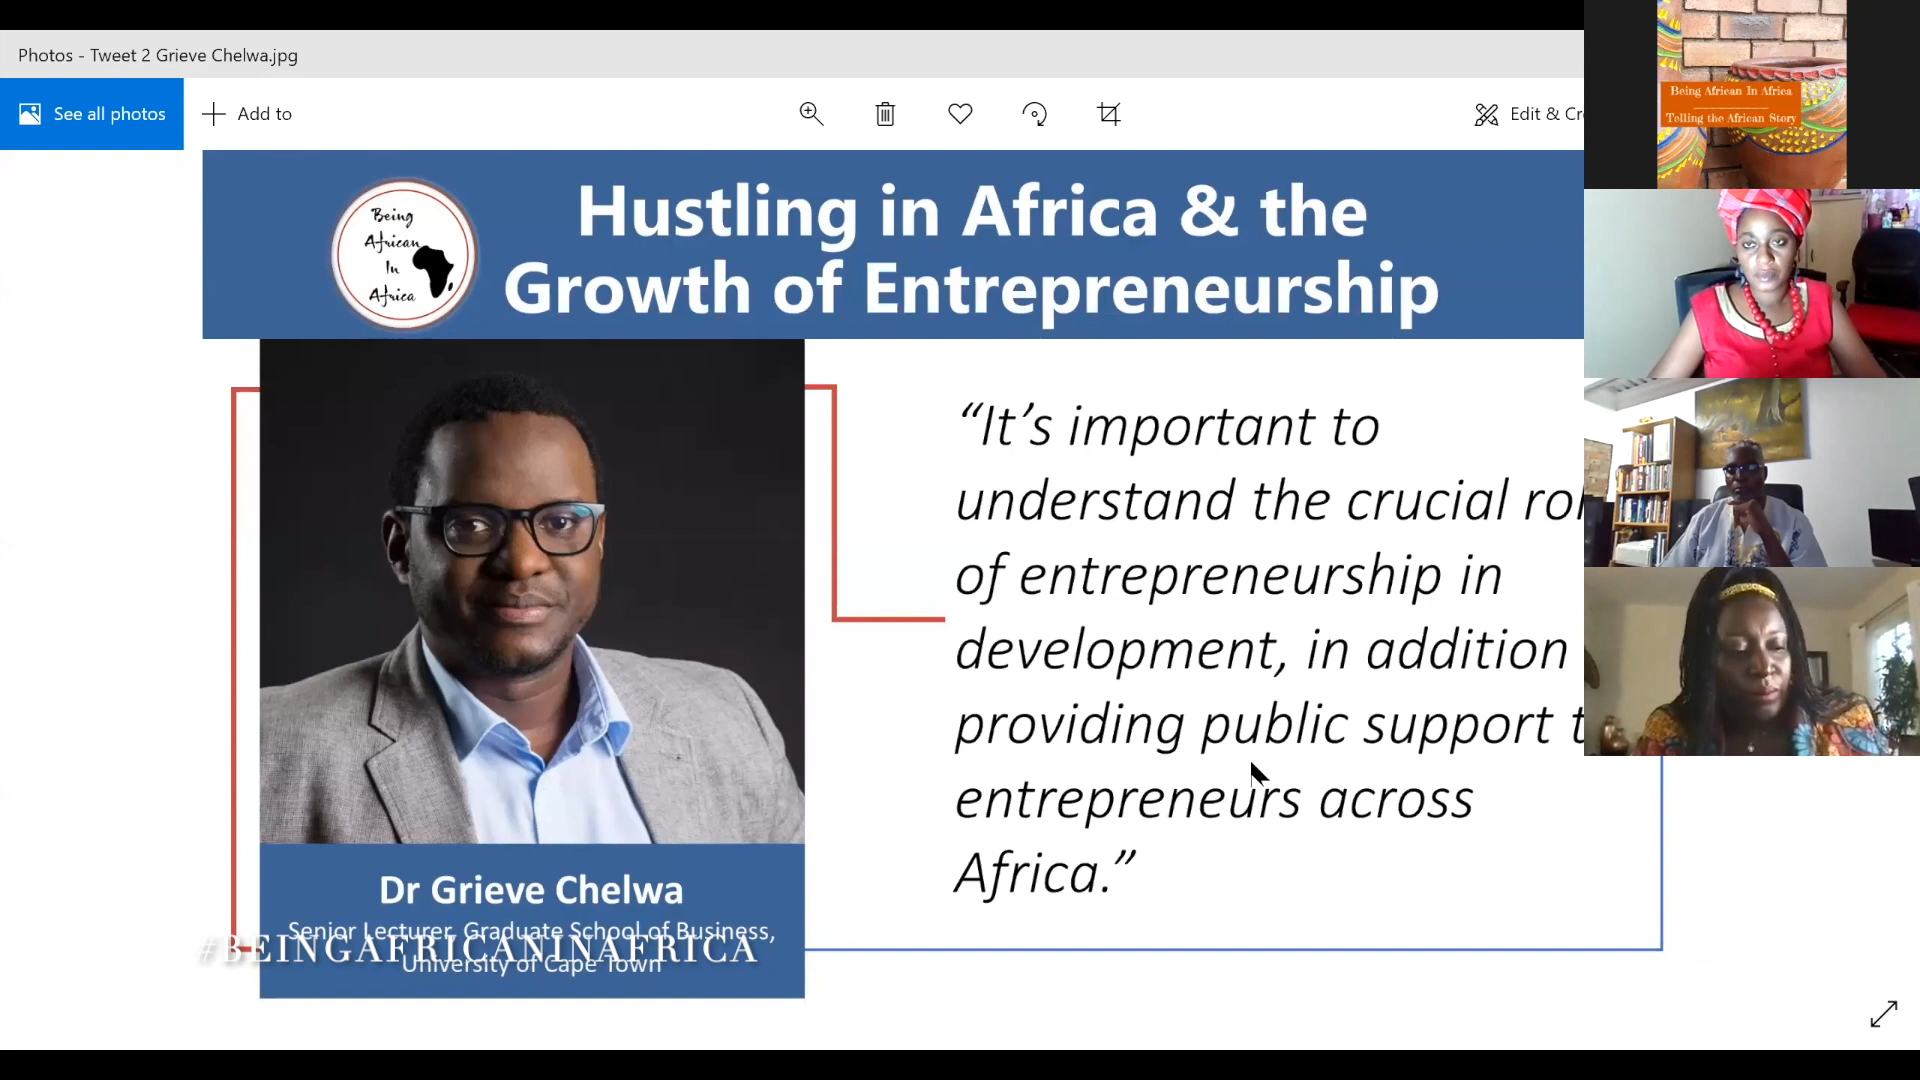 Photos - Tweet 2 Grieve Chelwa.jpg
See all photos
Add to
Edit &
Being African In Africa
Telling the African Story
Being
African
In
Africa
Hustling in Africa & the
Growth of Entrepreneurship
“It’s important to
understand the crucial
of entrepreneurship in
development, in addition
providing public support
entrepreneurs across
Africa.”
Dr Grieve Chelwa
Senior Lecturer, Graduate School of Business,
University of Cape Town
#BEINGAFRICANINAFRICA